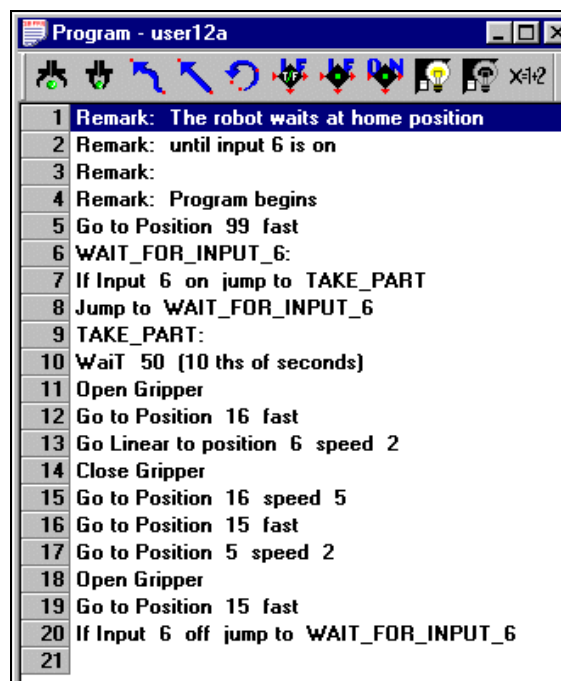 Program - user12a
T/F IF ON X=1+2
1 Remark: The robot waits at home position
2 Remark: until input 6 is on
3 Remark:
4 Remark: Program begins
5 Go to Position 99 fast
6 WAIT_FOR_INPUT_6:
7 If Input 6 on jump to TAKE_PART
8 Jump to WAIT_FOR_INPUT_6
9 TAKE_PART:
10 WaiT 50 (10 ths of seconds)
11 Open Gripper
12 Go to Position 16 fast
13 Go Linear to position 6 speed 2
14 Close Gripper
15 Go to Position 16 speed 5
16 Go to Position 15 fast
17 Go to Position 5 speed 2
18 Open Gripper
19 Go to Position 15 fast
20 If Input 6 off jump to WAIT_FOR_INPUT_6
21